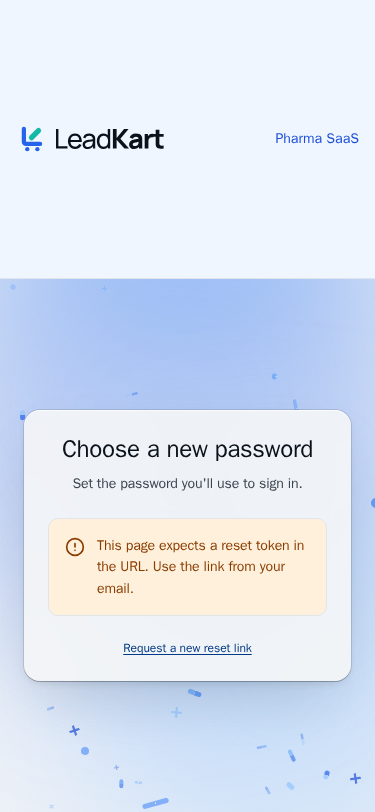 LeadKart
Pharma SaaS
Choose a new password
Set the password you'll use to sign in.
This page expects a reset token in
the URL. Use the link from your
email.
Request a new reset link